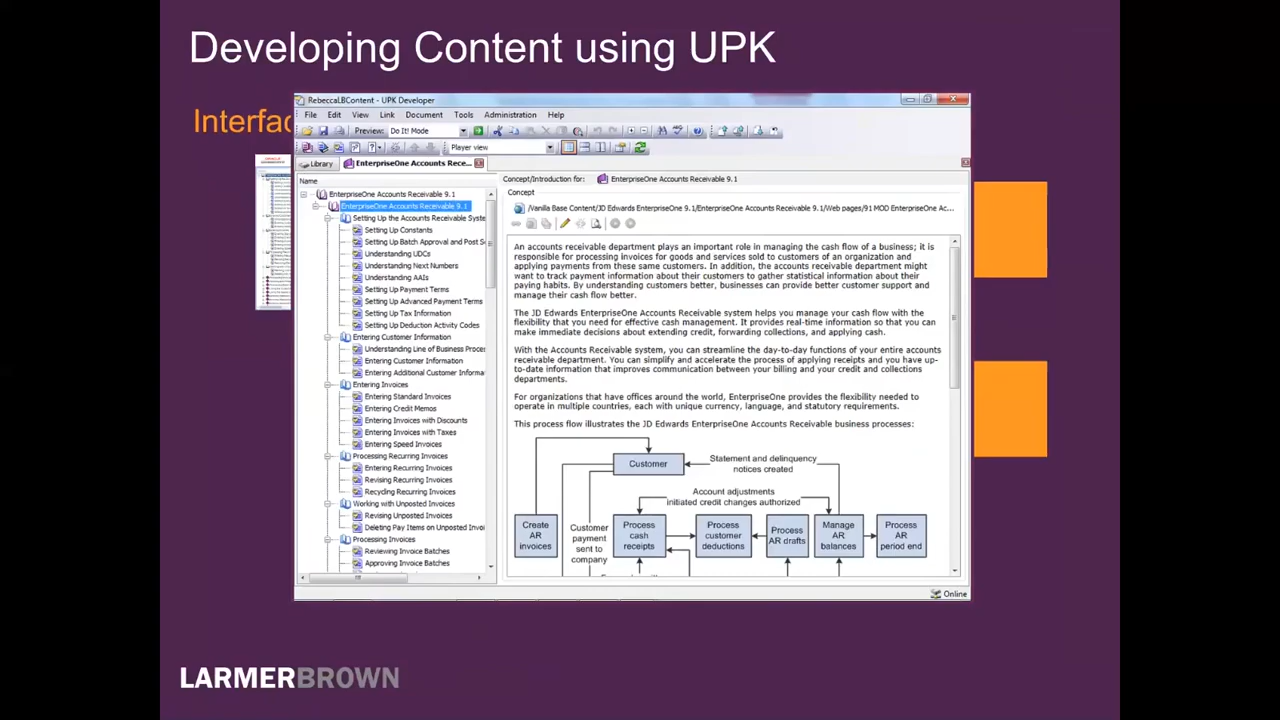 Developing Content using UPK
Interfac
RebeccaLBContent - UPK Developer
File Edit View Link Document Tools Administration Help
Preview: Do It! Mode
Player view
Library
EnterpriseOne Accounts Rece...
Name
EnterpriseOne Accounts Receivable 9.1
EnterpriseOne Accounts Receivable 9.1
Setting Up the Accounts Receivable Syste
Setting Up Constants
Setting Up Batch Approval and Post S
Understanding UDCs
Understanding Next Numbers
Understanding AAIs
Setting Up Payment Terms
Setting Up Advanced Payment Terms
Setting Up Tax Information
Setting Up Deduction Activity Codes
Entering Customer Information
Understanding Line of Business Proce
Entering Customer Information
Entering Additional Customer Informa
Entering Invoices
Entering Standard Invoices
Entering Credit Memos
Entering Invoices with Discounts
Entering Invoices with Taxes
Entering Speed Invoices
Processing Recurring Invoices
Entering Recurring Invoices
Revising Recurring Invoices
Recycling Recurring Invoices
Working with Unposted Invoices
Revising Unposted Invoices
Deleting Pay Items on Unposted Invoi
Processing Invoices
Reviewing Invoice Batches
Approving Invoice Batches
Concept/Introduction for: EnterpriseOne Accounts Receivable 9.1
Concept
/Vanilla Base Content/JD Edwards EnterpriseOne 9.1/EnterpriseOne Accounts Receivable 9.1/Web pages/91 MOD EnterpriseOne Ac...
An accounts receivable department plays an important role in managing the cash flow of a business; it is
responsible for processing invoices for goods and services sold to customers of an organization and
applying payments from these same customers. In addition, the accounts receivable department might
want to track payment information about their customers to gather statistical information about their
paying habits. By understanding customers better, businesses can provide better customer support and
manage their cash flow better.
The JD Edwards EnterpriseOne Accounts Receivable system helps you manage your cash flow with the
flexibility that you need for effective cash management. It provides real-time information so that you can
make immediate decisions about extending credit, forwarding collections, and applying cash.
With the Accounts Receivable system, you can streamline the day-to-day functions of your entire accounts
receivable department. You can simplify and accelerate the process of applying receipts and you have up-
to-date information that improves communication between your billing and your credit and collections
departments.
For organizations that have offices around the world, EnterpriseOne provides the flexibility needed to
operate in multiple countries, each with unique currency, language, and statutory requirements.
This process flow illustrates the JD Edwards EnterpriseOne Accounts Receivable business processes:
Customer
Statement and delinquency
notices created
Account adjustments
initiated credit changes authorized
Create
AR
invoices
Customer
payment
sent to
company
Process
cash
receipts
Process
customer
deductions
Process
AR drafts
Manage
AR
balances
Process
AR
period end
Online
LARMERBROWN